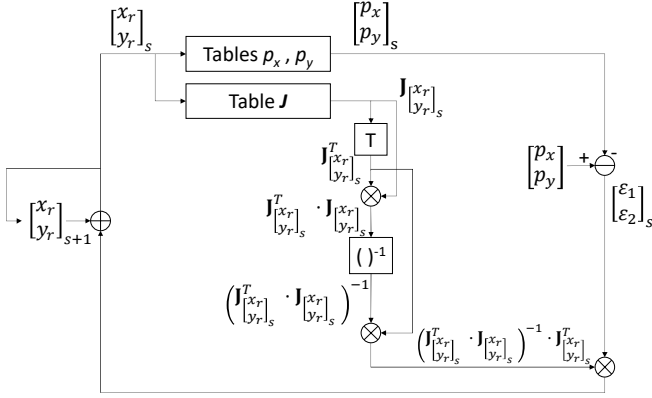 [x_r y_r]_s
[p_x p_y]_s
Tables p_x , p_y
Table J
J_[x_r y_r]_s
T
J^T_[x_r y_r]_s
[p_x p_y]
+
-
[ε_1 ε_2]_s
[x_r y_r]_{s+1}
J^T_[x_r y_r]_s · J_[x_r y_r]_s
( )^-1
(J^T_[x_r y_r]_s · J_[x_r y_r]_s)^−1
(J^T_[x_r y_r]_s · J_[x_r y_r]_s)^−1 · J^T_[x_r y_r]_s